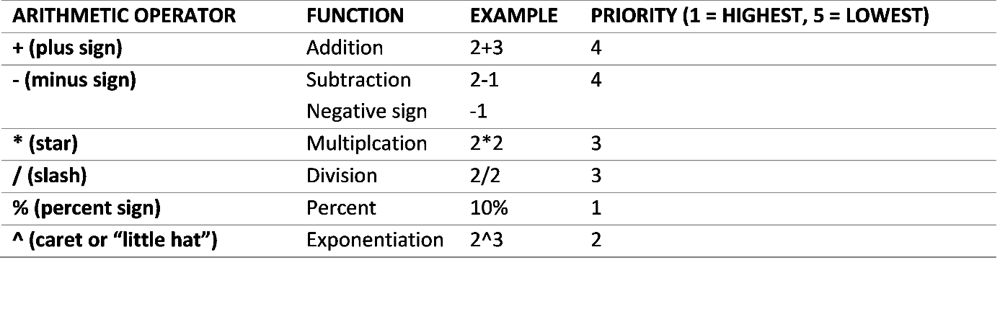 ARITHMETIC OPERATOR FUNCTION EXAMPLE PRIORITY (1 = HIGHEST, 5 = LOWEST)
+ (plus sign) Addition 2+3 4
- (minus sign) Subtraction 2-1 4
Negative sign -1
* (star) Multiplcation 2*2 3
/ (slash) Division 2/2 3
% (percent sign) Percent 10% 1
^ (caret or “little hat”) Exponentiation 2^3 2